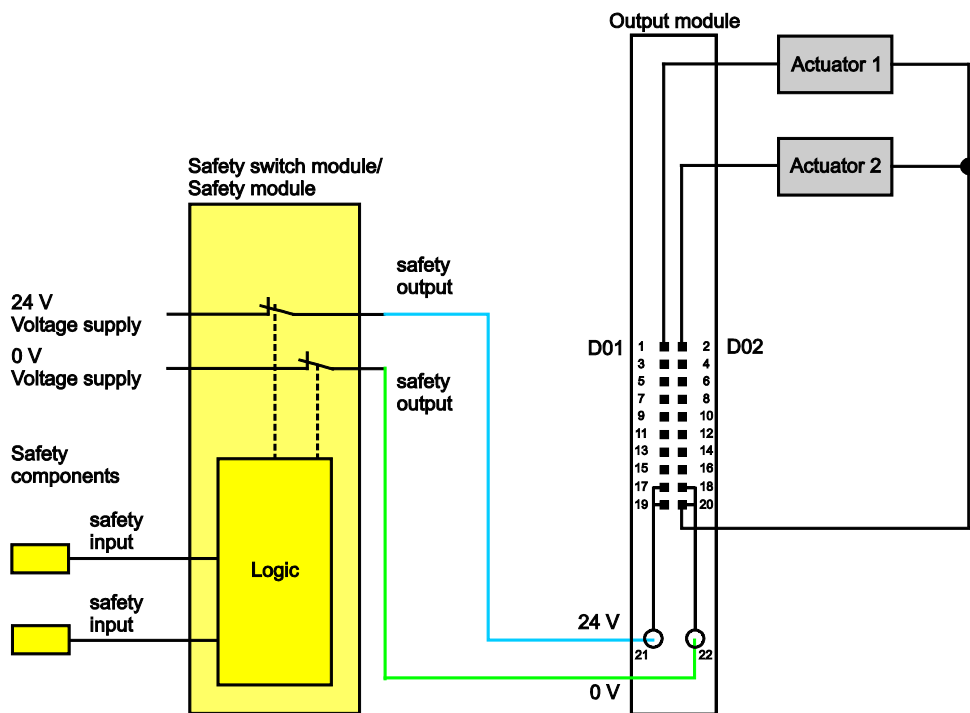 Output module
Actuator 1
Actuator 2
Safety switch module/
Safety module
safety
output
24 V
Voltage supply
0 V
Voltage supply
safety
output
D01
D02
1 2
3 4
5 6
7 8
9 10
11 12
13 14
15 16
17 18
19 20
Safety
components
safety
input
safety
input
Logic
24 V
21 22
0 V